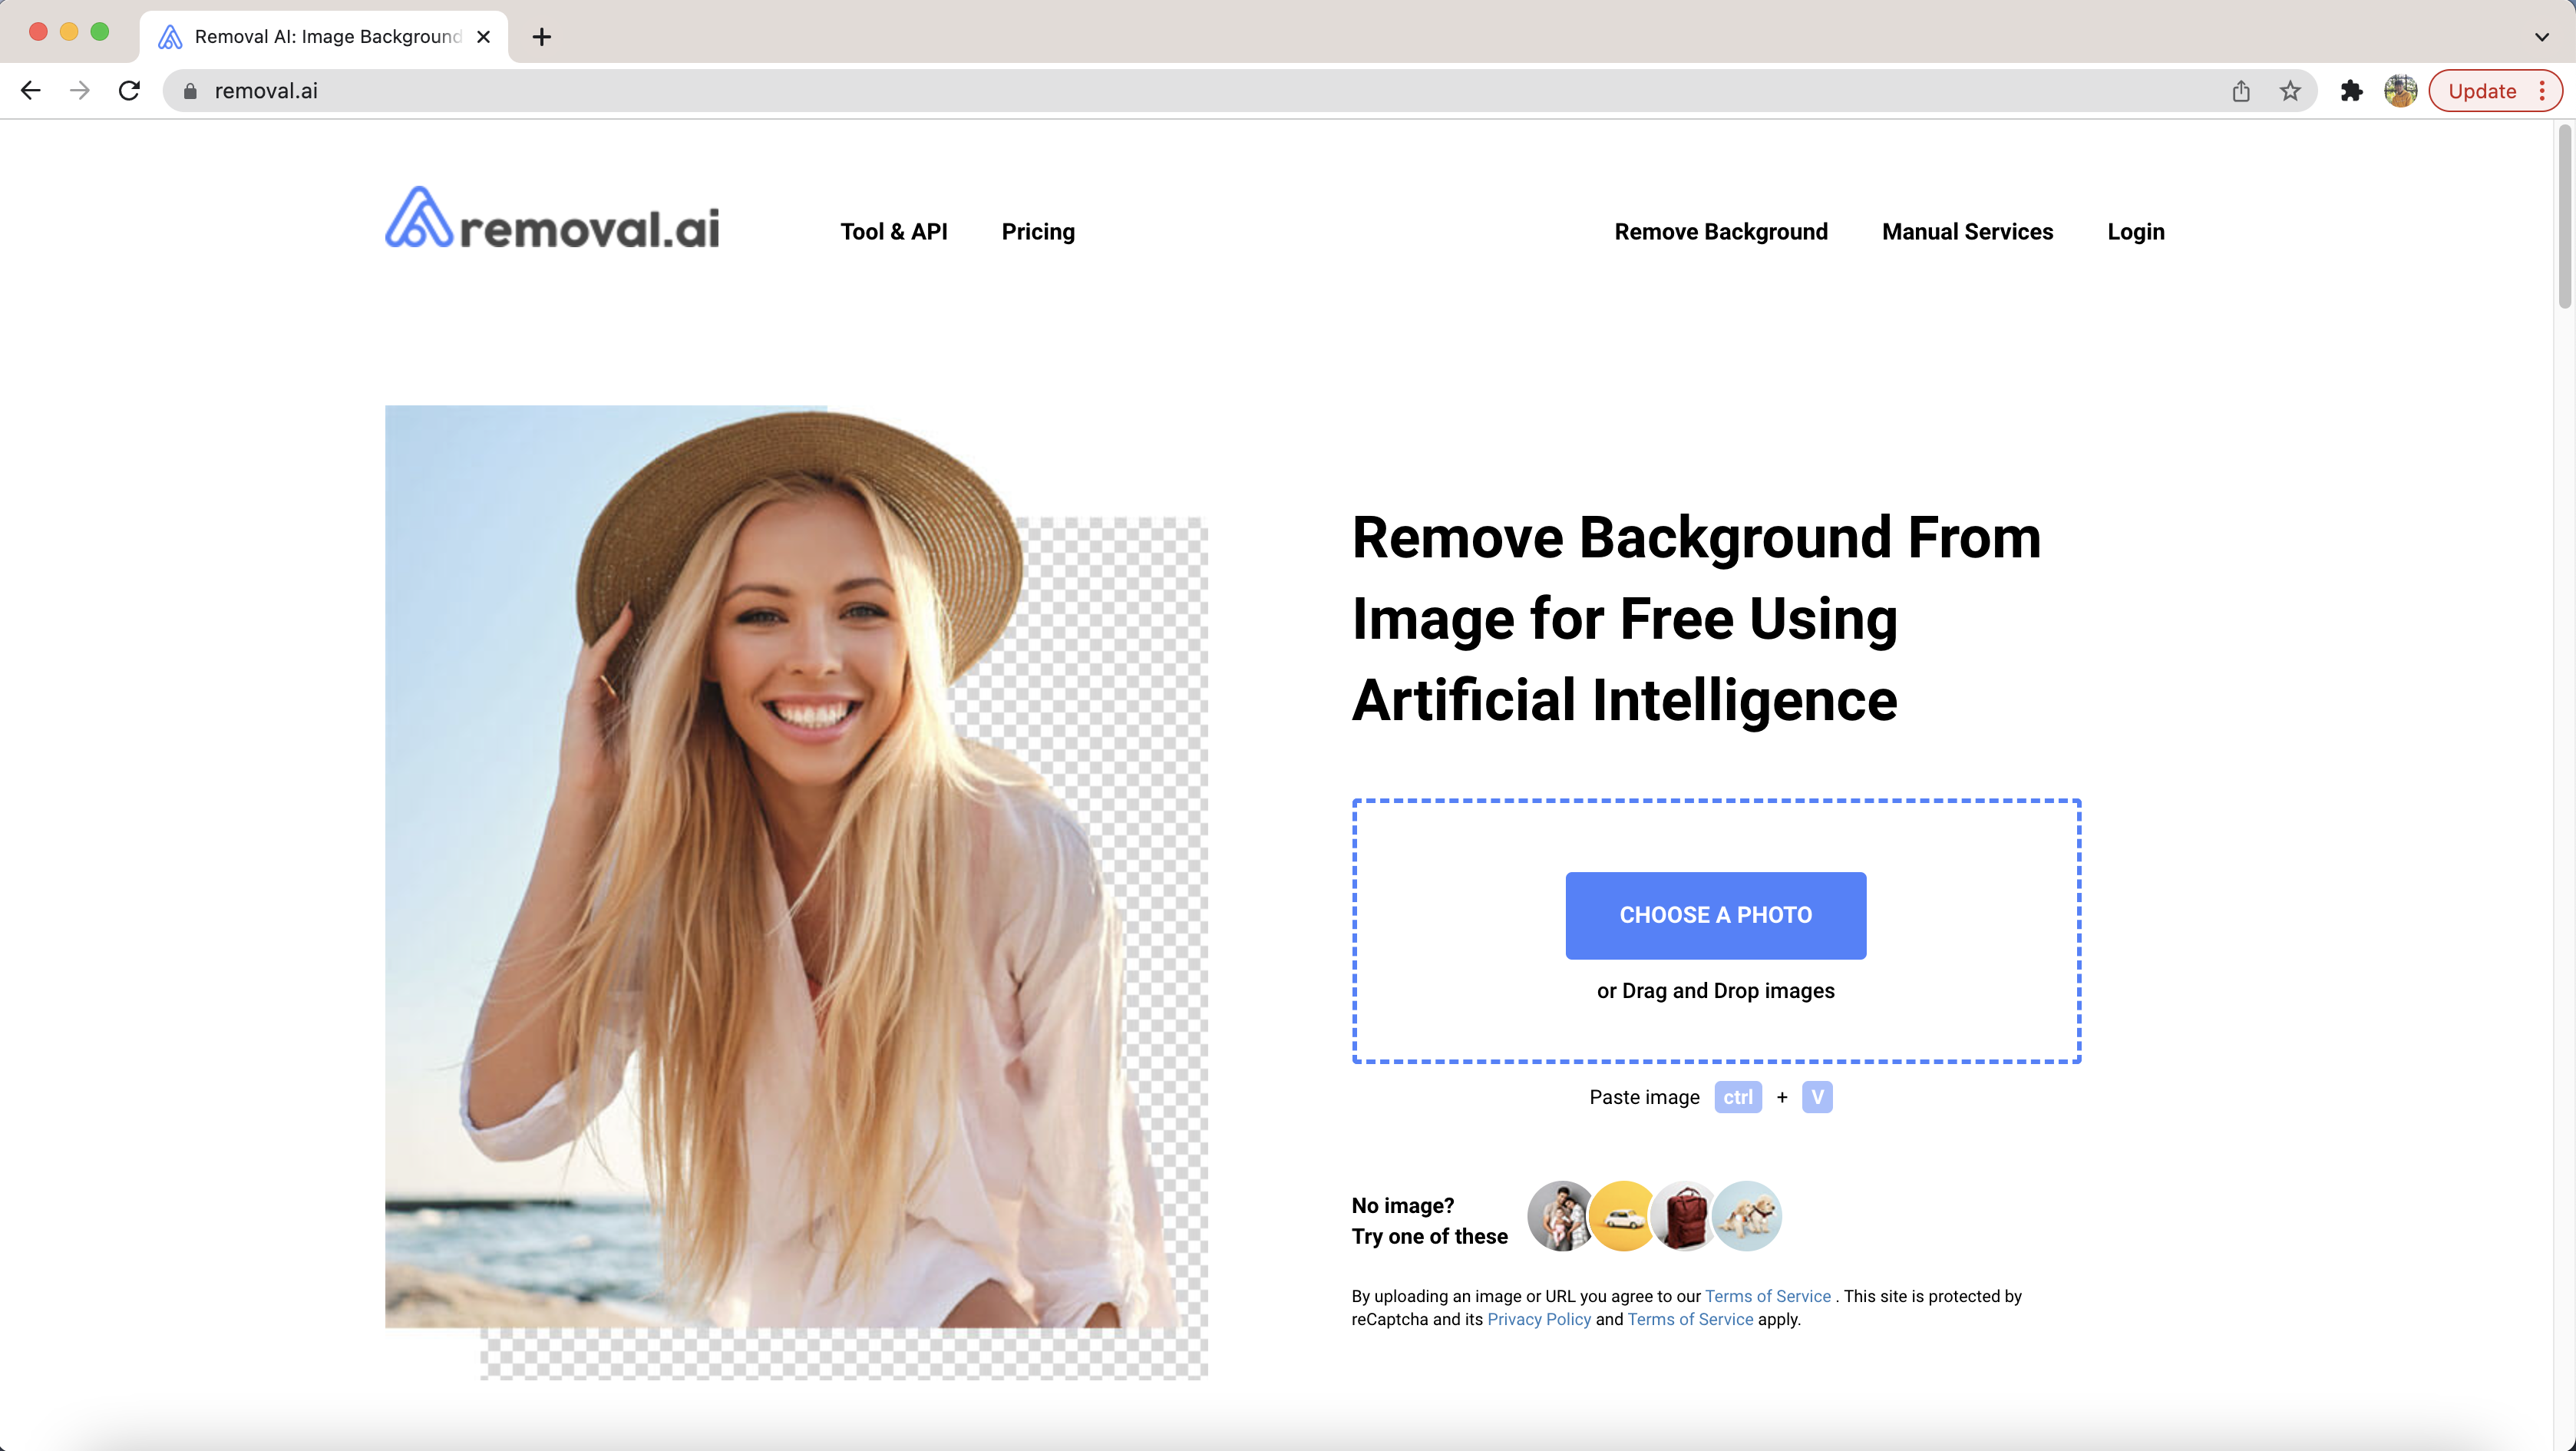 Removal AI: Image Background
removal.ai
Update
removal.ai
Tool & API
Pricing
Remove Background
Manual Services
Login
Remove Background From
Image for Free Using
Artificial Intelligence
CHOOSE A PHOTO
or Drag and Drop images
Paste image ctrl + V
No image?
Try one of these
By uploading an image or URL you agree to our Terms of Service . This site is protected by
reCaptcha and its Privacy Policy and Terms of Service apply.